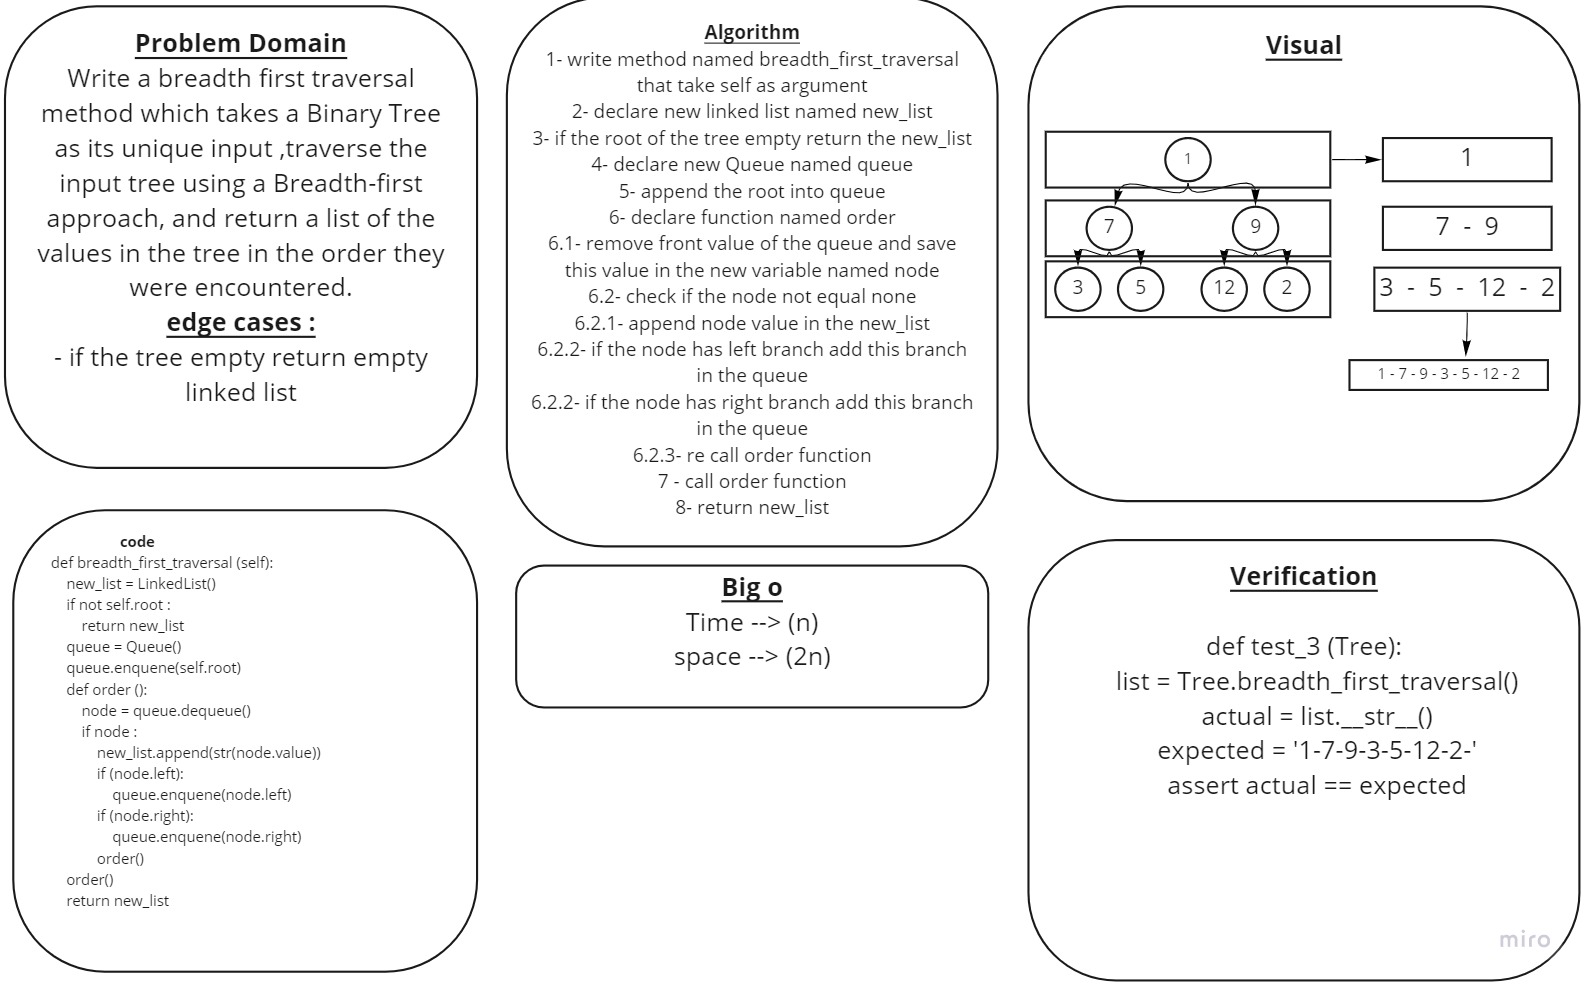 Problem Domain
Write a breadth first traversal
method which takes a Binary Tree
as its unique input ,traverse the
input tree using a Breadth-first
approach, and return a list of the
values in the tree in the order they
were encountered.
edge cases :
- if the tree empty return empty
linked list
Algorithm
1- write method named breadth_first_traversal
that take self as argument
2- declare new linked list named new_list
3- if the root of the tree empty return the new_list
4- declare new Queue named queue
5- append the root into queue
6- declare function named order
6.1- remove front value of the queue and save
this value in the new variable named node
6.2- check if the node not equal none
6.2.1- append node value in the new_list
6.2.2- if the node has left branch add this branch
in the queue
6.2.2- if the node has right branch add this branch
in the queue
6.2.3- re call order function
7 - call order function
8- return new_list
Visual
1
1
7 9
7 - 9
3 5 12 2
3 - 5 - 12 - 2
1 - 7 - 9 - 3 - 5 - 12 - 2
code
def breadth_first_traversal (self):
new_list = LinkedList()
if not self.root :
return new_list
queue = Queue()
queue.enquene(self.root)
def order ():
node = queue.dequeue()
if node :
new_list.append(str(node.value))
if (node.left):
queue.enquene(node.left)
if (node.right):
queue.enquene(node.right)
order()
order()
return new_list
Big o
Time --> (n)
space --> (2n)
Verification
def test_3 (Tree):
list = Tree.breadth_first_traversal()
actual = list.__str__()
expected = '1-7-9-3-5-12-2-'
assert actual == expected
miro